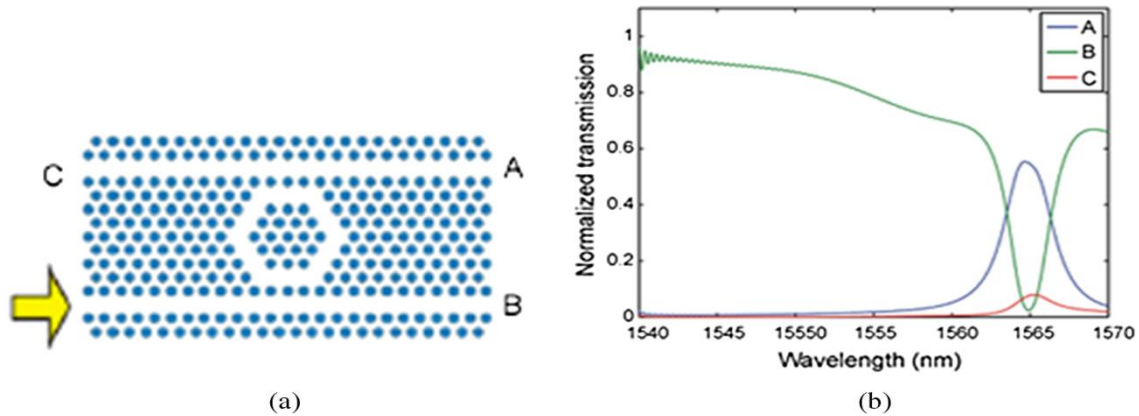 C
A
B
(a)
Normalized transmission
1
0.8
0.6
0.4
0.2
0
1540
1545
15550
1555
1560
1565
1570
Wavelength (nm)
A
B
C
(b)